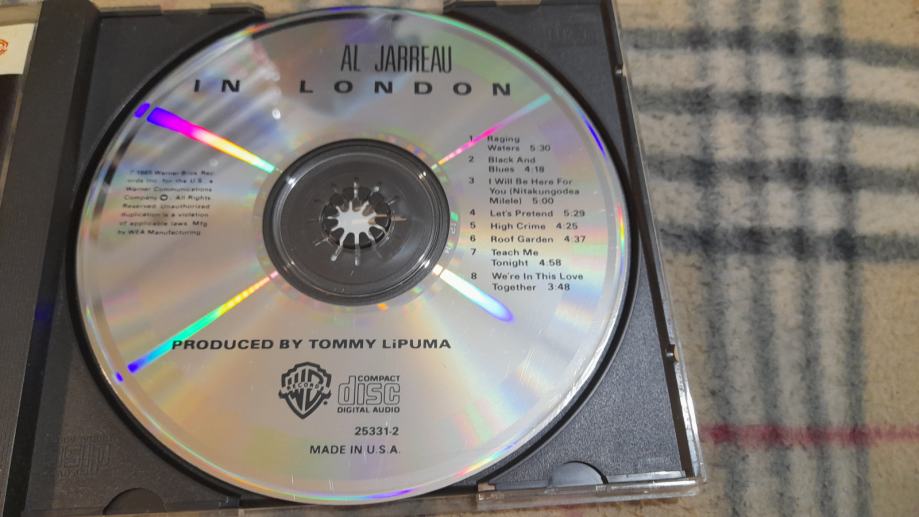 AL JARREAU
IN LONDON
℗ 1985 Warner Bros. Rec-
ords Inc. for the U.S., a
Warner Communications
Company. All Rights
Reserved. Unauthorized
duplication is a violation
of applicable laws. Mfg.
by WEA Manufacturing.
1 Raging
Waters 5:30
2 Black And
Blues 4:18
3 I Will Be Here For
You (Nitakungodea
Milele) 5:00
4 Let's Pretend 5:29
5 High Crime 4:25
6 Roof Garden 4:37
7 Teach Me
Tonight 4:58
8 We're In This Love
Together 3:48
PRODUCED BY TOMMY LiPUMA
WB RECORDS
COMPACT
disc
DIGITAL AUDIO
25331-2
MADE IN U.S.A.